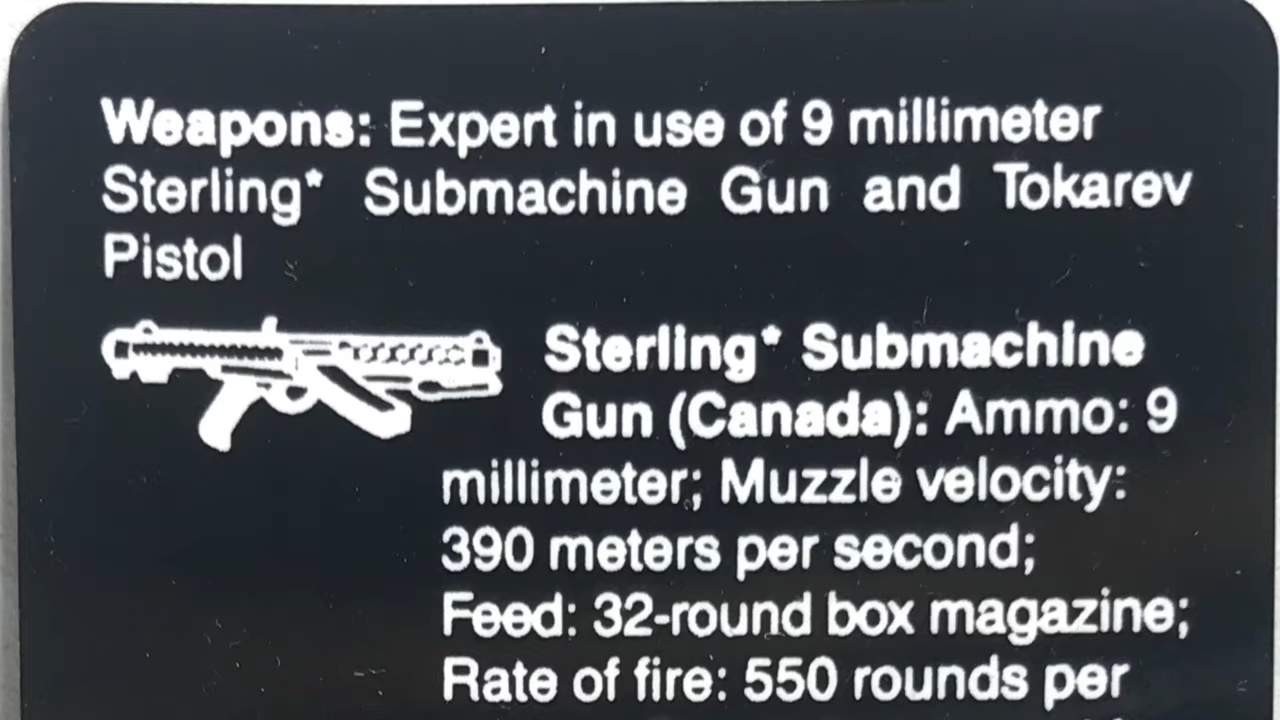 Weapons: Expert in use of 9 millimeter
Sterling* Submachine Gun and Tokarev
Pistol
Sterling* Submachine
Gun (Canada): Ammo: 9
millimeter; Muzzle velocity:
390 meters per second;
Feed: 32-round box magazine;
Rate of fire: 550 rounds per